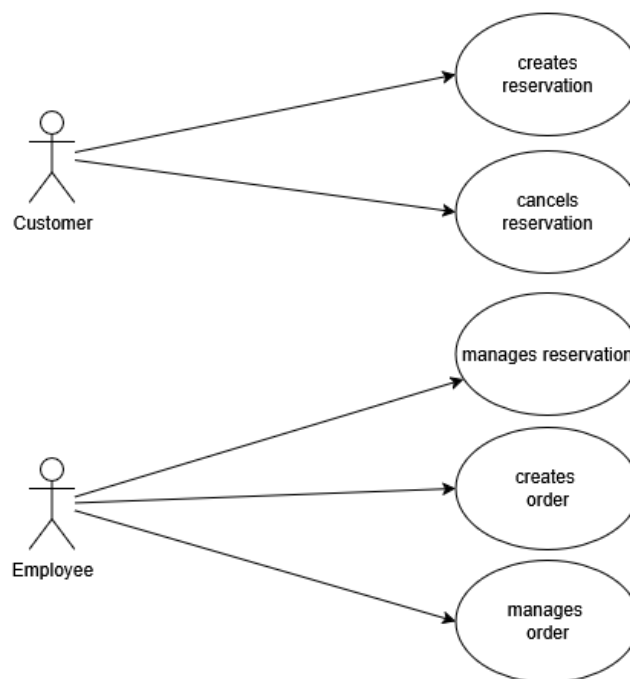 creates
reservation
Customer
cancels
reservation
manages reservation
creates
order
Employee
manages
order